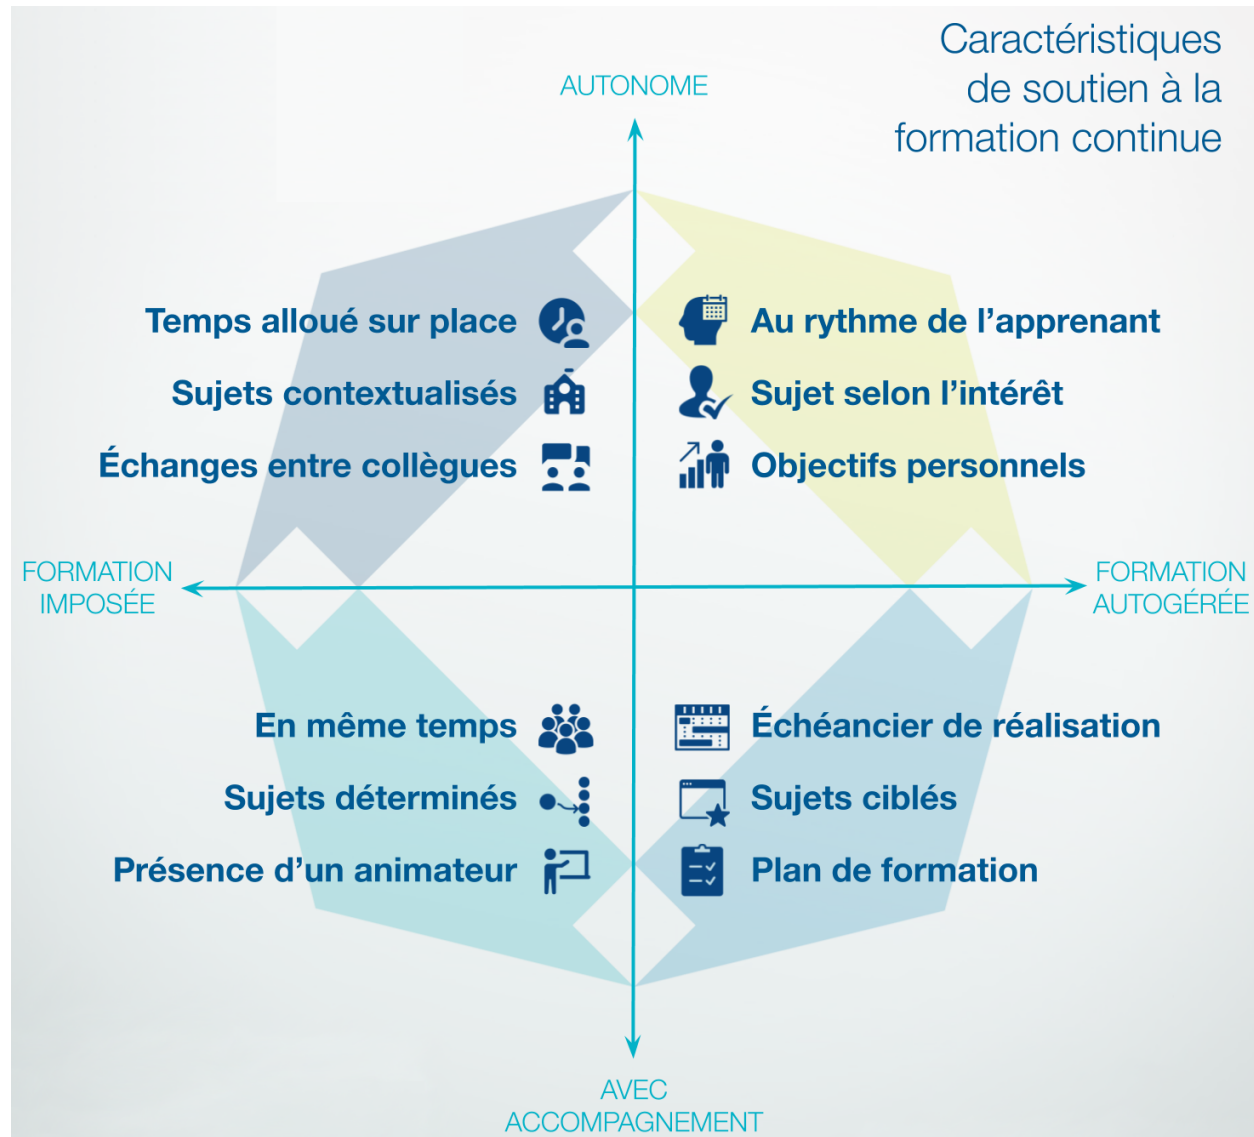 Caractéristiques
de soutien à la
formation continue
AUTONOME
Temps alloué sur place
Sujets contextualisés
Échanges entre collègues
Au rythme de l’apprenant
Sujet selon l’intérêt
Objectifs personnels
FORMATION
IMPOSÉE
FORMATION
AUTOGÉRÉE
En même temps
Sujets déterminés
Présence d’un animateur
Échéancier de réalisation
Sujets ciblés
Plan de formation
AVEC
ACCOMPAGNEMENT